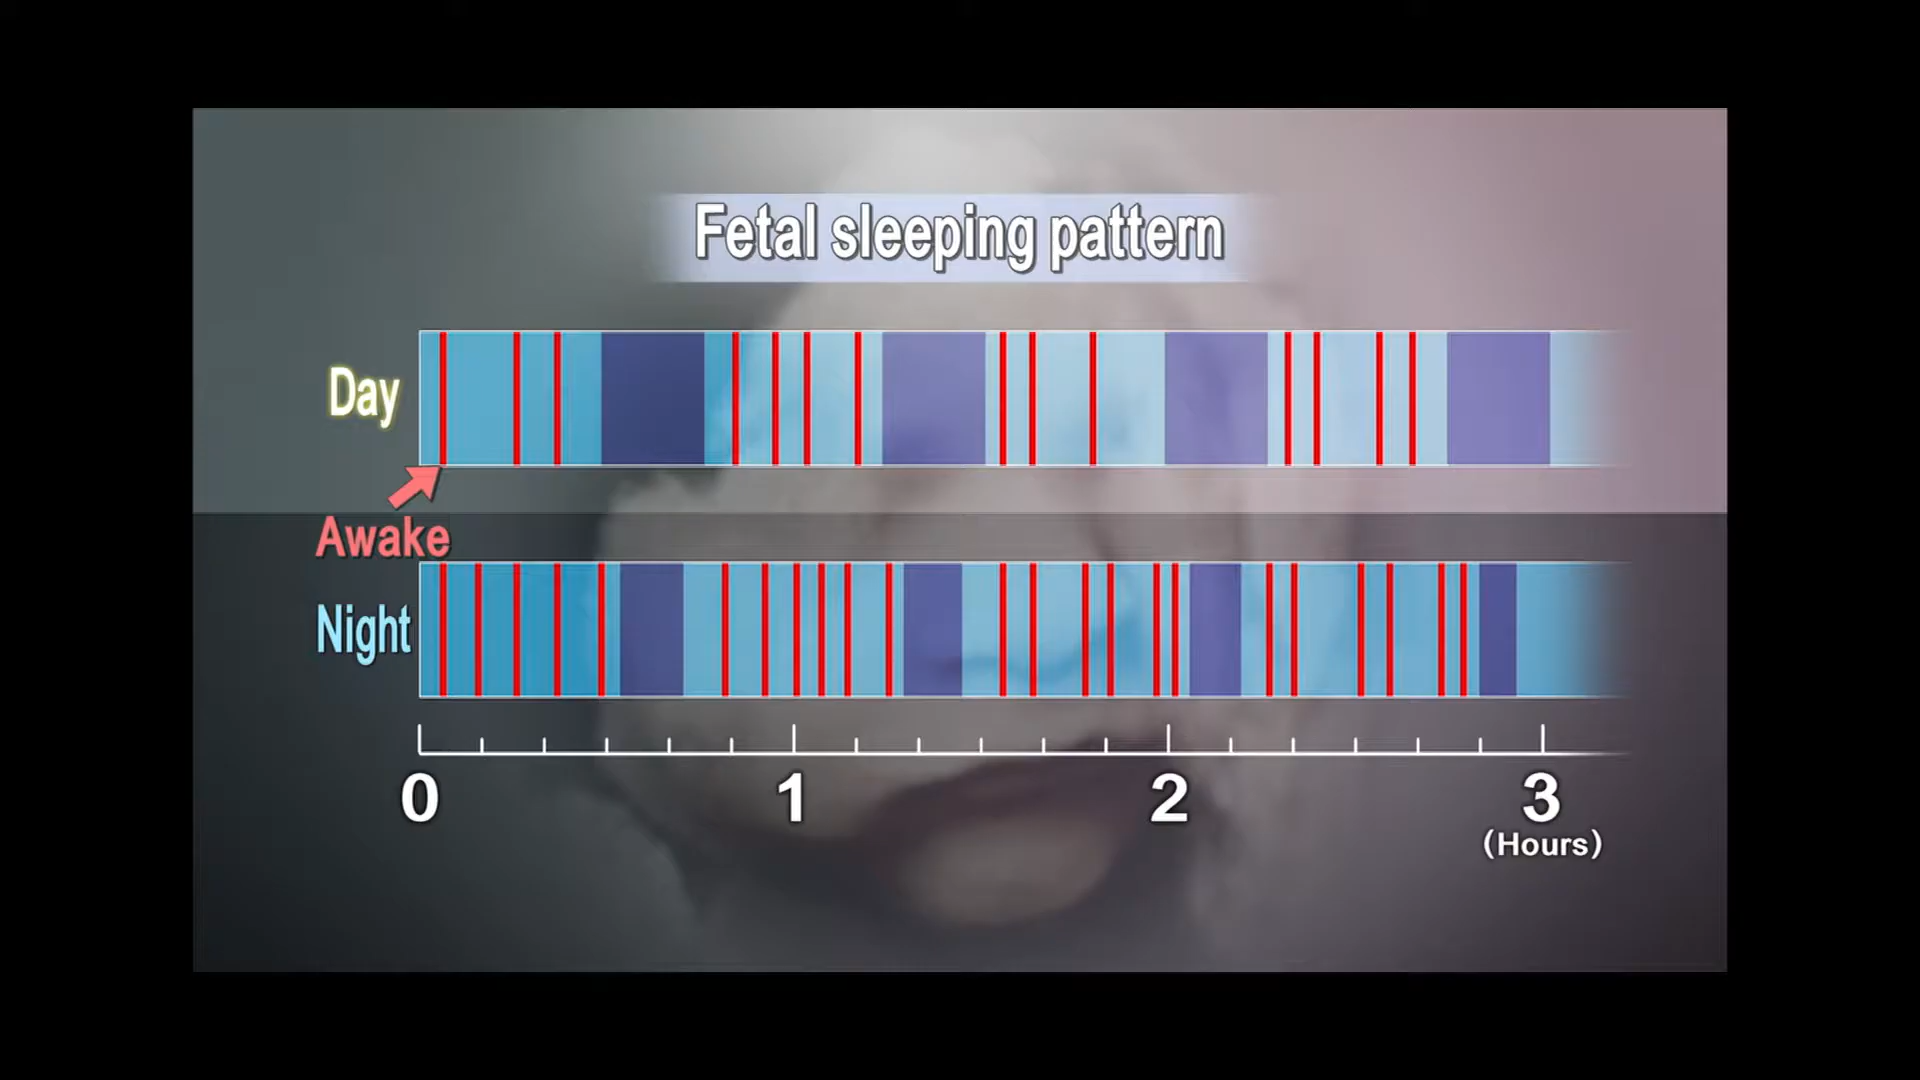 Fetal sleeping pattern
Day
Awake
Night
0 1 2 3
(Hours)